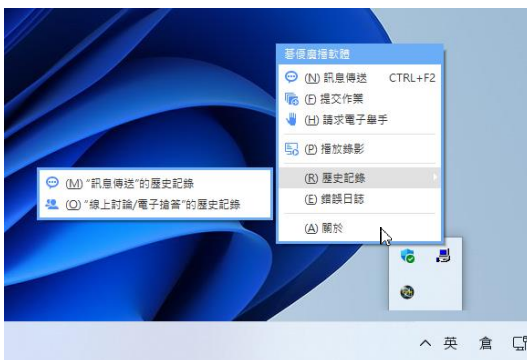 蓦優廣播軟體
(N) 訊息傳送 CTRL+F2
(F) 提交作業
(H) 請求電子舉手
(P) 播放錄影
(R) 歷史記錄
(M) "訊息傳送"的歷史記錄
(O) "線上討論/電子搶答"的歷史記錄
(E) 錯誤日誌
(A) 關於
英 倉